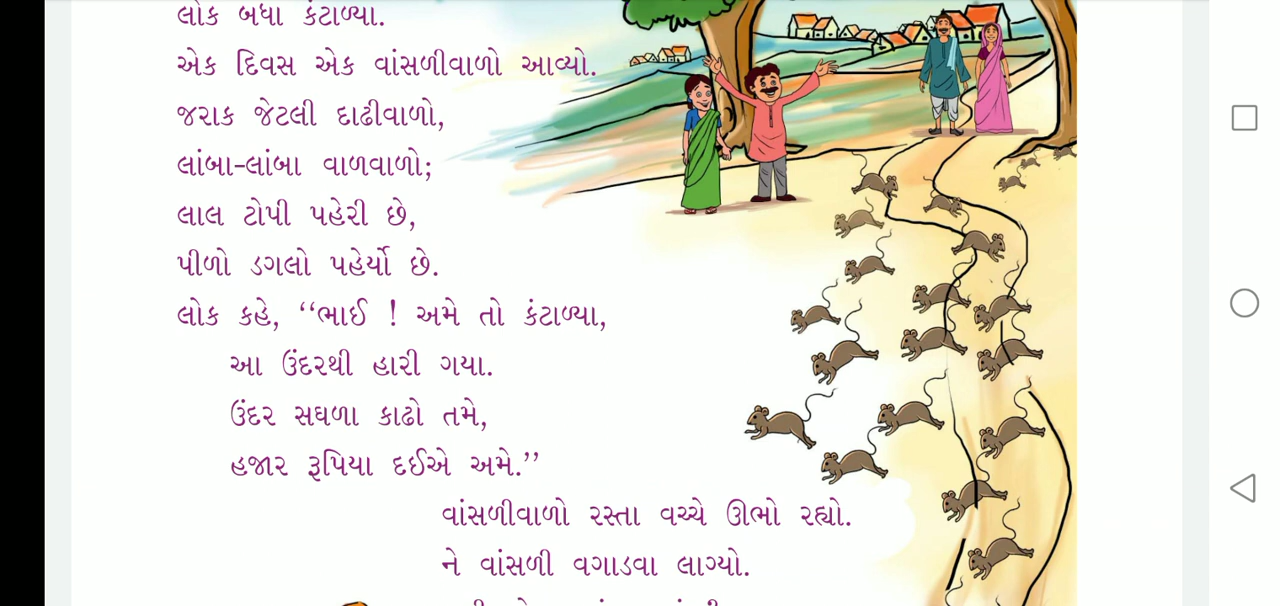 લોક બધા કંટાળ્યા.
એક દિવસ એક વાંસળીવાળો આવ્યો.
જરાક જેટલી દાઢીવાળો,
લાંબા-લાંબા વાળવાળો;
લાલ ટોપી પહેરી છે,
પીળો ડગલો પહેર્યો છે.
લોક કહે, “ભાઈ ! અમે તો કંટાળ્યા,
આ ઉંદરથી હારી ગયા.
ઉંદર સઘળા કાઢો તમે,
હજાર રૂપિયા દઈએ અમે.”
વાંસળીવાળો રસ્તા વચ્ચે ઊભો રહ્યો.
ને વાંસળી વગાડવા લાગ્યો.